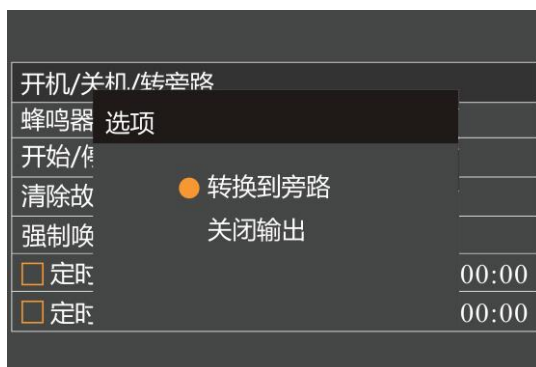 开机/关机/转旁路
蜂鸣器
选项
开始/
清除故
转换到旁路
强制唤
关闭输出
定时 00:00
定时 00:00